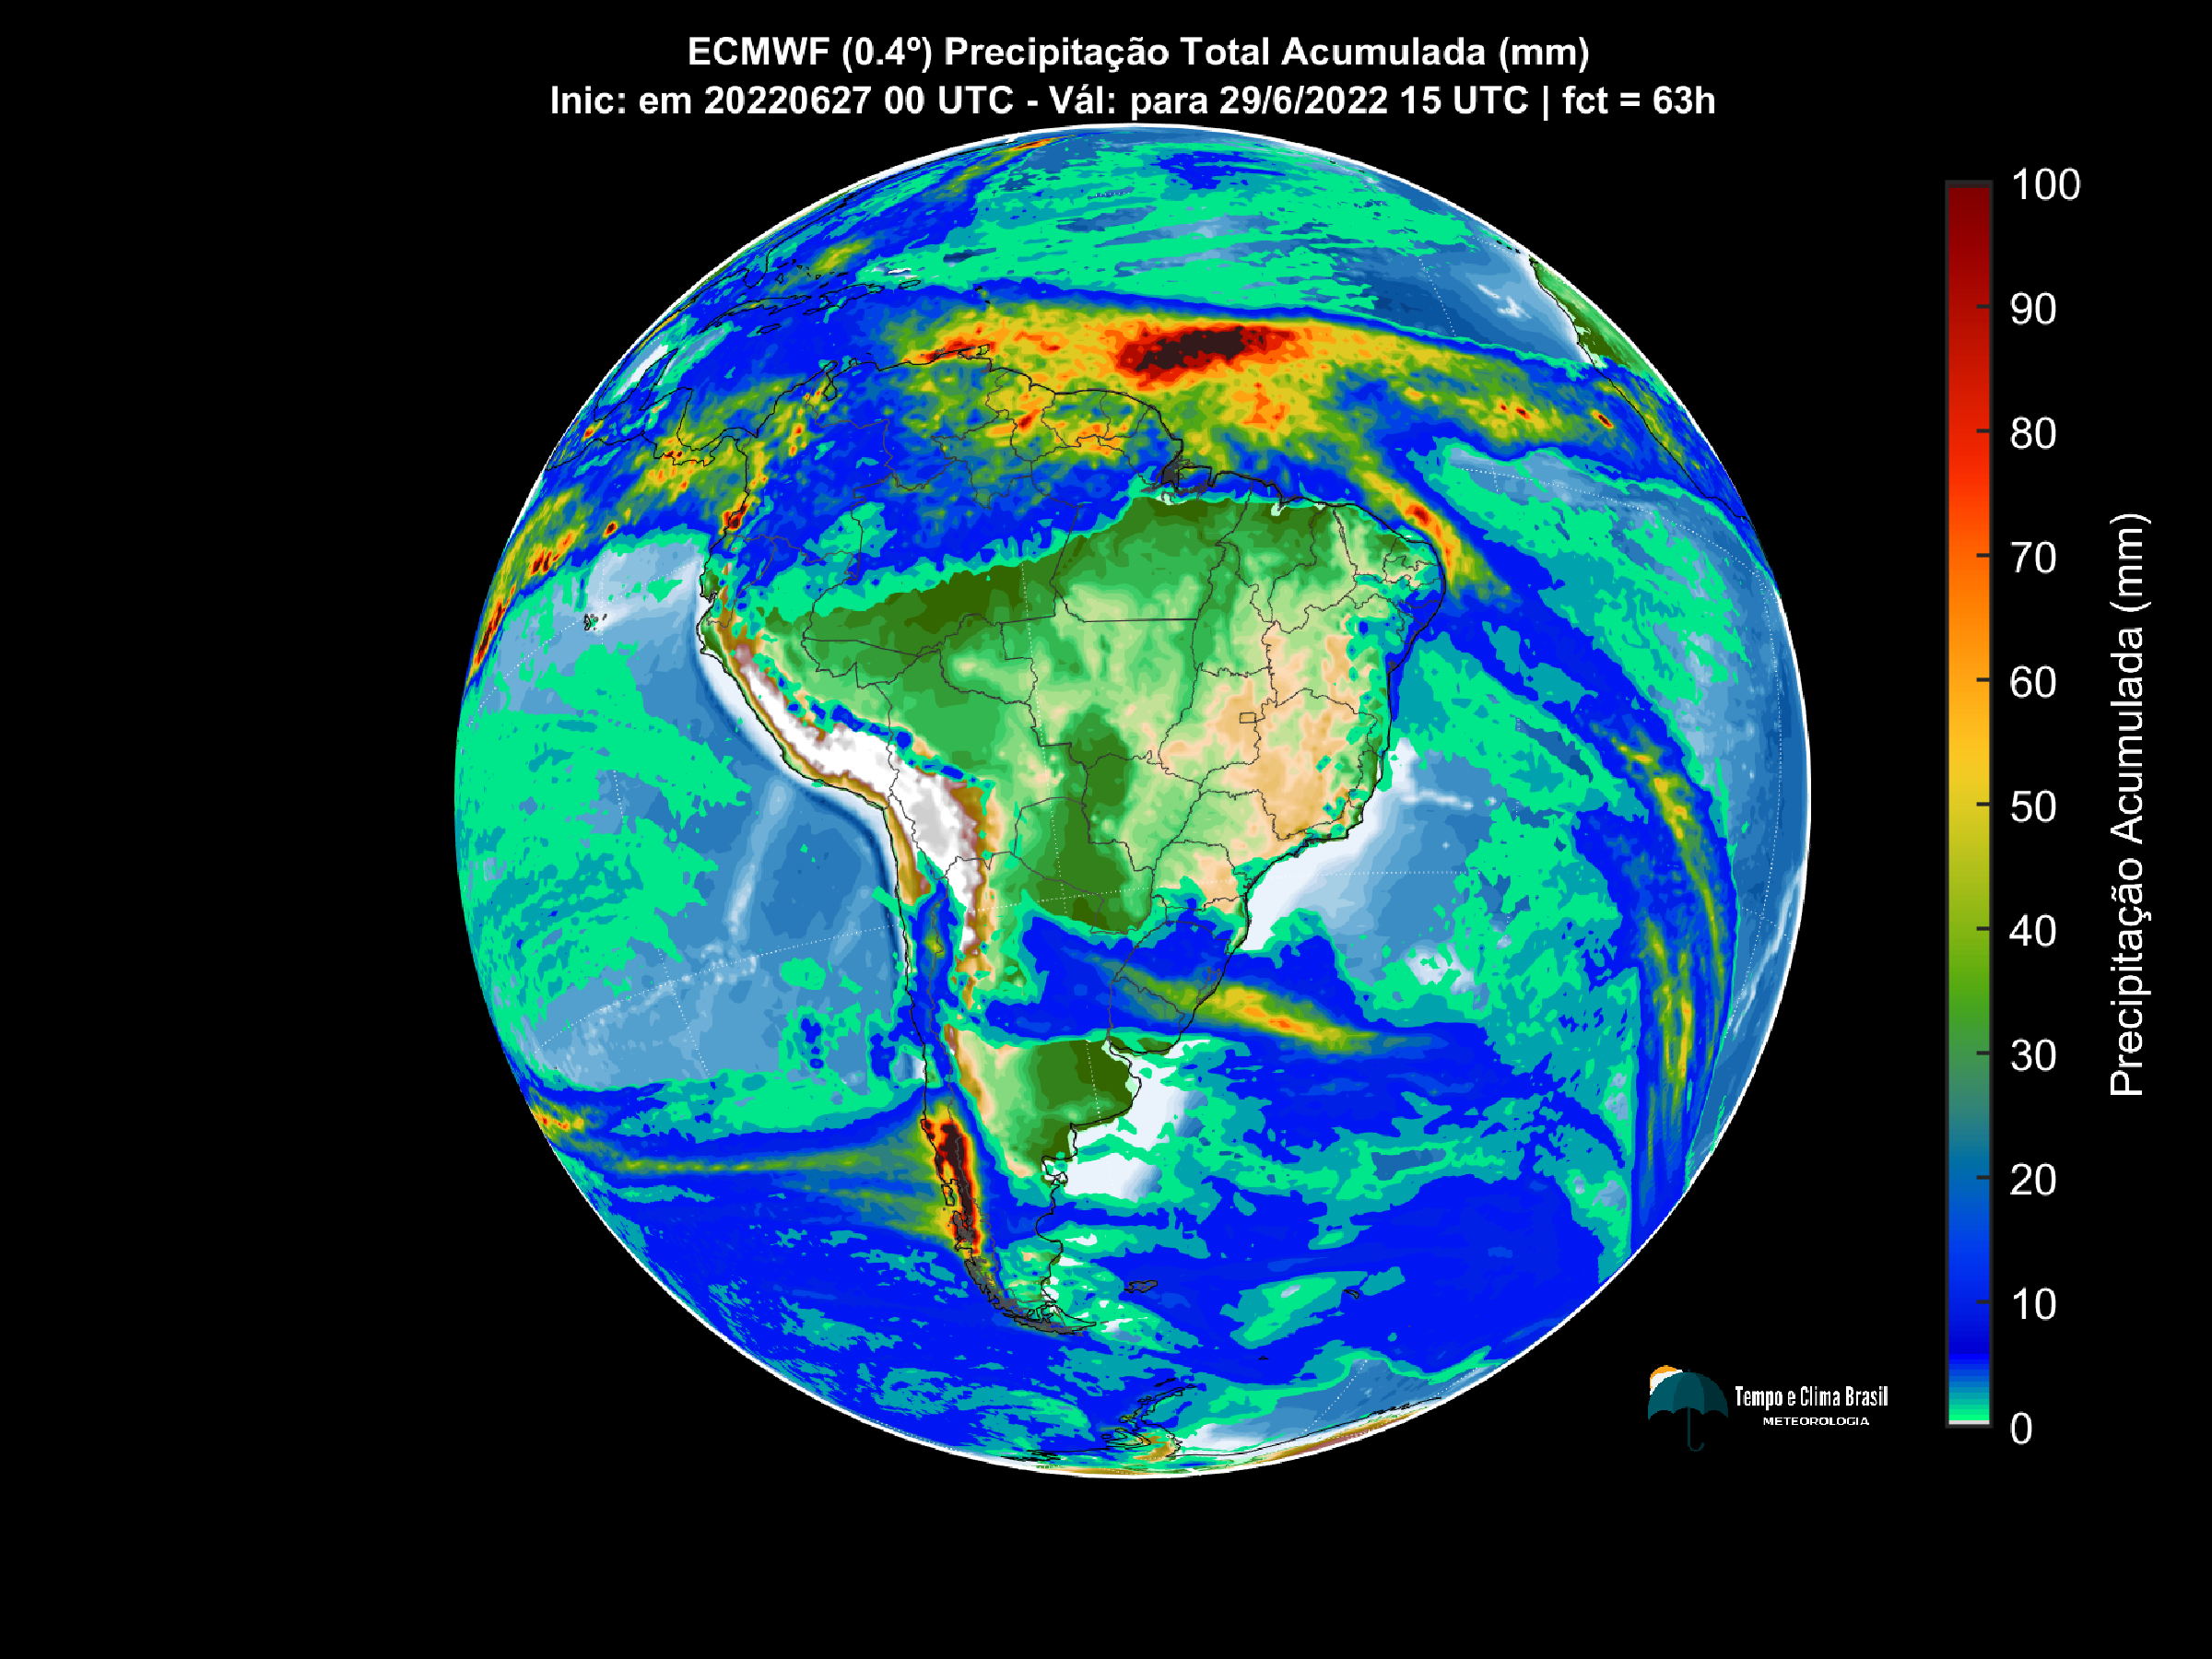 ECMWF (0.4º) Precipitação Total Acumulada (mm)
Inic: em 20220627 00 UTC - Vál: para 29/6/2022 15 UTC | fct = 63h
100
90
80
70
60
50
40
30
20
10
0
Precipitação Acumulada (mm)
Tempo e Clima Brasil
METEOROLOGIA